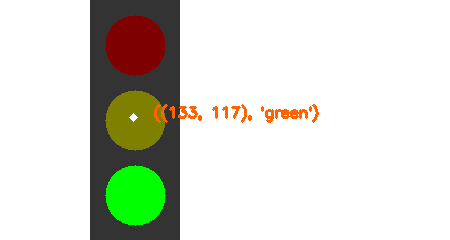 ((133, 117), 'green')